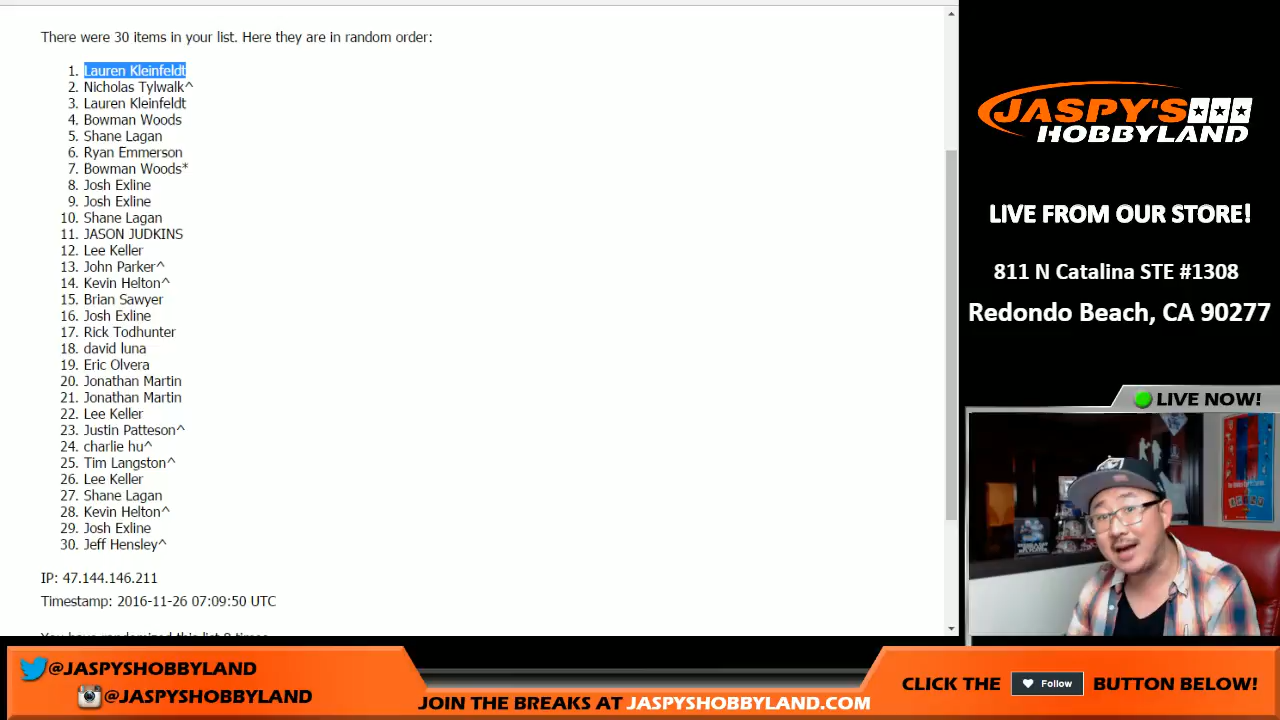 There were 30 items in your list. Here they are in random order:
1. Lauren Kleinfeldt
2. Nicholas Tylwalk^
3. Lauren Kleinfeldt
4. Bowman Woods
5. Shane Lagan
6. Ryan Emmerson
7. Bowman Woods*
8. Josh Exline
9. Josh Exline
10. Shane Lagan
11. JASON JUDKINS
12. Lee Keller
13. John Parker^
14. Kevin Helton^
15. Brian Sawyer
16. Josh Exline
17. Rick Todhunter
18. david luna
19. Eric Olvera
20. Jonathan Martin
21. Jonathan Martin
22. Lee Keller
23. Justin Patteson^
24. charlie hu^
25. Tim Langston^
26. Lee Keller
27. Shane Lagan
28. Kevin Helton^
29. Josh Exline
30. Jeff Hensley^
IP: 47.144.146.211
Timestamp: 2016-11-26 07:09:50 UTC
JASPY'S
HOBBYLAND
LIVE FROM OUR STORE!
811 N Catalina STE #1308
Redondo Beach, CA 90277
LIVE NOW!
@JASPYSHOBBYLAND
@JASPYSHOBBYLAND
JOIN THE BREAKS AT JASPYSHOBBYLAND.COM
CLICK THE Follow BUTTON BELOW!